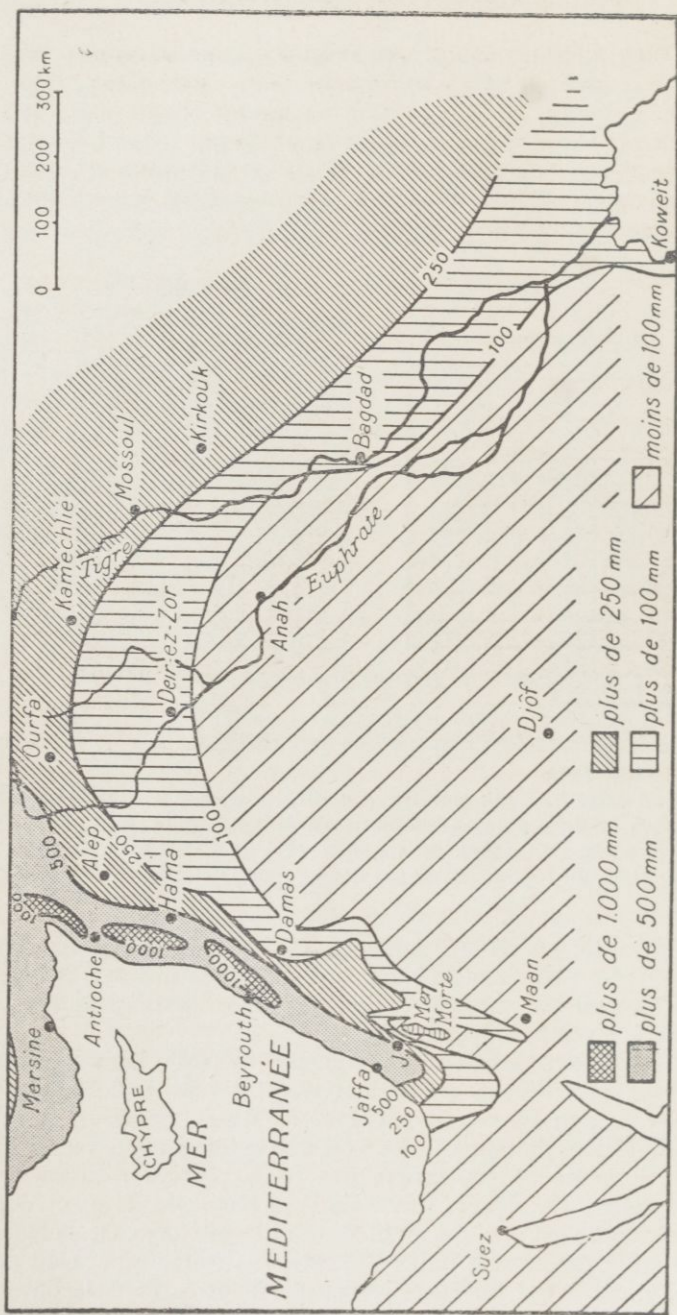 0 100 200 300 km
Marsine
Ourfa
Kamechlie
Tigre
Mossoul
Kirkouk
500
1000
Antioche
Alep
250
1000
Hama
Deir-ez-Zor
CHYPRE
Beyrouth
1000
100
Anah
Euphrate
Bagdad
250
100
MER
MEDITERRANÉE
Damas
Jaffa
J.
Mer
Morte
500
250
100
Maan
Djôf
Suez
Koweit
plus de 1.000 mm
plus de 500 mm
plus de 250 mm
plus de 100 mm
moins de 100 mm